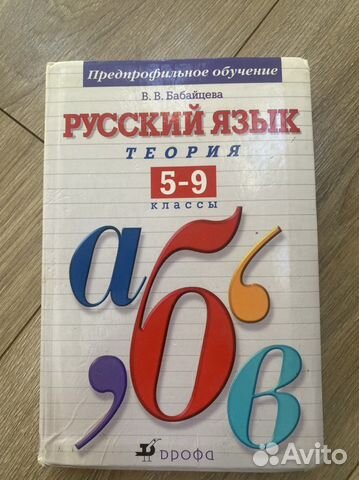 Предпрофильное обучение
В. В. Бабайцева
РУССКИЙ ЯЗЫК
ТЕОРИЯ
5-9
КЛАССЫ
а б в
дрофа
Avito